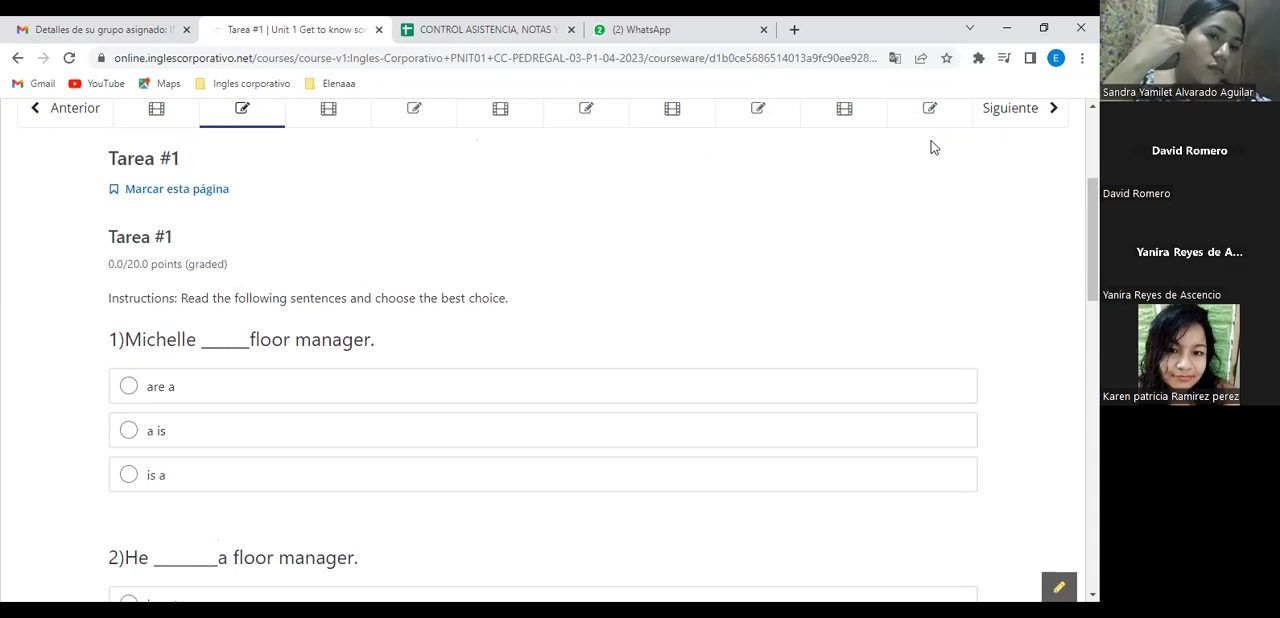 Detalles de su grupo asignado: I
Tarea #1 | Unit 1 Get to know so
CONTROL ASISTENCIA, NOTAS Y
(2) WhatsApp
online.inglescorporativo.net/courses/course-v1:Ingles-Corporativo+PNIT01+CC-PEDREGAL-03-P1-04-2023/courseware/d1b0ce5686514013a9fc90ee928...
E
Gmail
YouTube
Maps
Ingles corporativo
Elenaaa
Anterior
Siguiente
Tarea #1
Marcar esta página
Tarea #1
0.0/20.0 points (graded)
Instructions: Read the following sentences and choose the best choice.
1)Michelle ______floor manager.
are a
a is
is a
2)He ________a floor manager.
Sandra Yamilet Alvarado Aguilar
David Romero
David Romero
Yanira Reyes de A...
Yanira Reyes de Ascencio
Karen patricia Ramirez perez